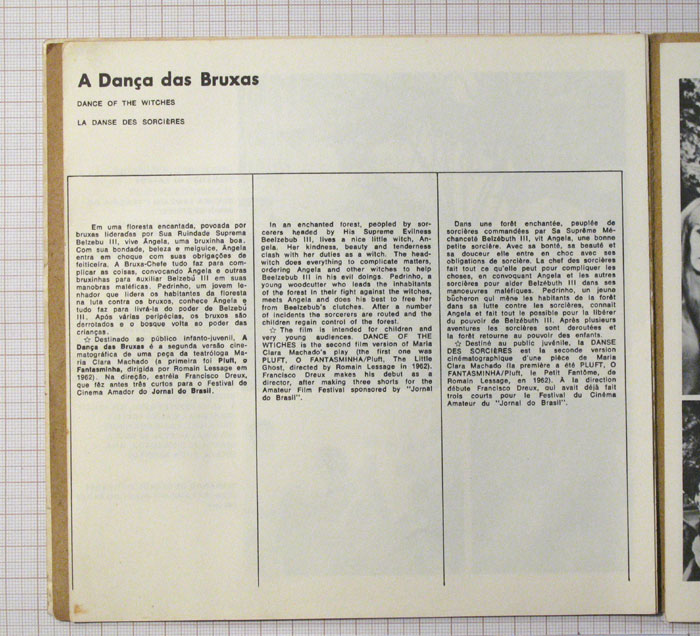 A Dança das Bruxas
DANCE OF THE WITCHES
LA DANSE DES SORCIÈRES
Em uma floresta encantada, povoada por
bruxas lideradas por Sua Ruindade Suprema
Belzebu III, vive Ângela, uma bruxinha boa.
Com sua bondade, beleza e meiguice, Ângela
entra em choque com suas obrigações de
feiticeira. A Bruxa-Chefe tudo faz para com-
plicar as coisas, convocando Ângela e outras
bruxinhas para auxiliar Belzebú III em suas
manobras maléficas. Pedrinho, um jovem le-
nhador que lidera os habitantes da floresta
na luta contra os bruxos, conhece Ângela e
tudo faz para livrá-la do poder de Belzebú
III. Após várias peripécias, os bruxos são
derrotados e o bosque volta ao poder das
crianças.
☆ Destinado ao público infanto-juvenil, A
Dança das Bruxas é a segunda versão cine-
matográfica de uma peça da teatróloga Ma-
ria Clara Machado (a primeira foi Pluft, o
Fantasminha, dirigida por Romain Lessage em
1962). Na direção, estréia Francisco Dreux,
que fêz antes três curtos para o Festival de
Cinema Amador do Jornal do Brasil.
In an enchanted forest, peopled by sor-
cerers headed by His Supreme Evilness
Beelzebub III, lives a nice little witch, An-
gela. Her kindness, beauty and tenderness
clash with her duties as a witch. The head-
witch does everything to complicate matters,
ordering Angela and other witches to help
Beelzebub III in his evil doings. Pedrinho, a
young woodcutter who leads the inhabitants
of the forest in their fight against the witches,
meets Angela and does his best to free her
from Beelzebub's clutches. After a number
of incidents the sorcerers are routed and the
children regain control of the forest.
☆ The film is intended for children and
very young audiences. DANCE OF THE
WTICHES is the second film version of Maria
Clara Machado's play (the first one was
PLUFT, O FANTASMINHA/Pluft, The Little
Ghost, directed by Romain Lessage in 1962).
Francisco Dreux makes his debut as a
director, after making three shorts for the
Amateur Film Festival sponsored by "Jornal
do Brasil".
Dans une forêt enchantée, peuplée de
sorcières commandées par Sa Suprême Mé-
chanceté Belzébuth III, vit Angela, une bonne
petite sorcière. Avec sa bonté, sa beauté et
sa douceur elle entre en choc avec ses
obligations de sorcière. La chef des sorcières
fait tout ce qu'elle peut pour compliquer les
choses, en convoquant Angela et les autres
sorcières pour aider Belzébuth III dans ses
manoeuvres maléfiques. Pedrinho, un jeune
bûcheron qui mène les habitants de la forêt
dans sa lutte contre les sorcières, connaît
Angela et fait tout le possible pour la libérer
du pouvoir de Belzébuth III. Après plusieurs
aventures les sorcières sont deroutées et
la forêt retourne au pouvoir des enfants.
☆ Destiné au public juvénile, la DANSE
DES SORCIÈRES est la seconde version
cinématographique d'une pièce de Maria
Clara Machado (la première a été PLUFT, O
FANTASMINHA/PLUFT, le Petit Fantôme, de
Romain Lessage, en 1962). À la direction
débute Francisco Dreux, qui avait déjà fait
trois courts pour le Festival du Cinéma
Amateur du "Jornal do Brasil".